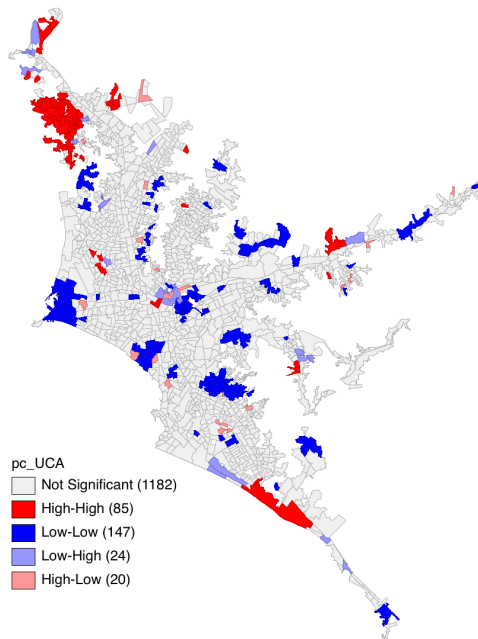 pc_UCA
Not Significant (1182)
High-High (85)
Low-Low (147)
Low-High (24)
High-Low (20)